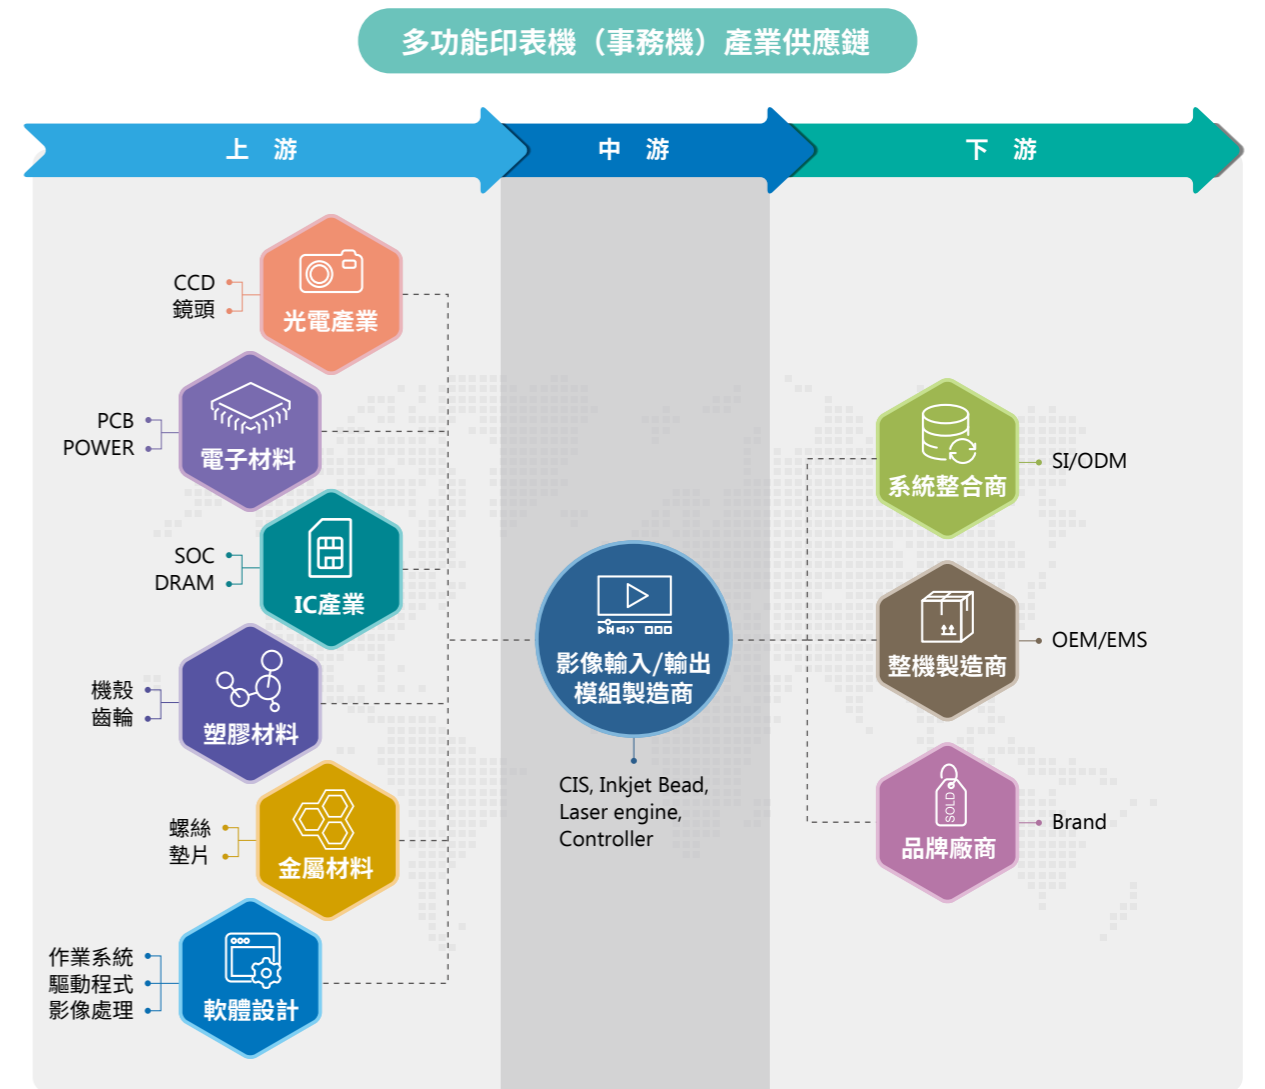 多功能印表機（事務機）產業供應鏈
上 游
中 游
下 游
CCD
鏡頭
光電產業
PCB
POWER
電子材料
SOC
DRAM
IC產業
機殼
齒輪
塑膠材料
螺絲
墊片
金屬材料
作業系統
驅動程式
影像處理
軟體設計
影像輸入/輸出
模組製造商
CIS, Inkjet Bead,
Laser engine,
Controller
系統整合商
SI/ODM
整機製造商
OEM/EMS
SOLD
品牌廠商
Brand